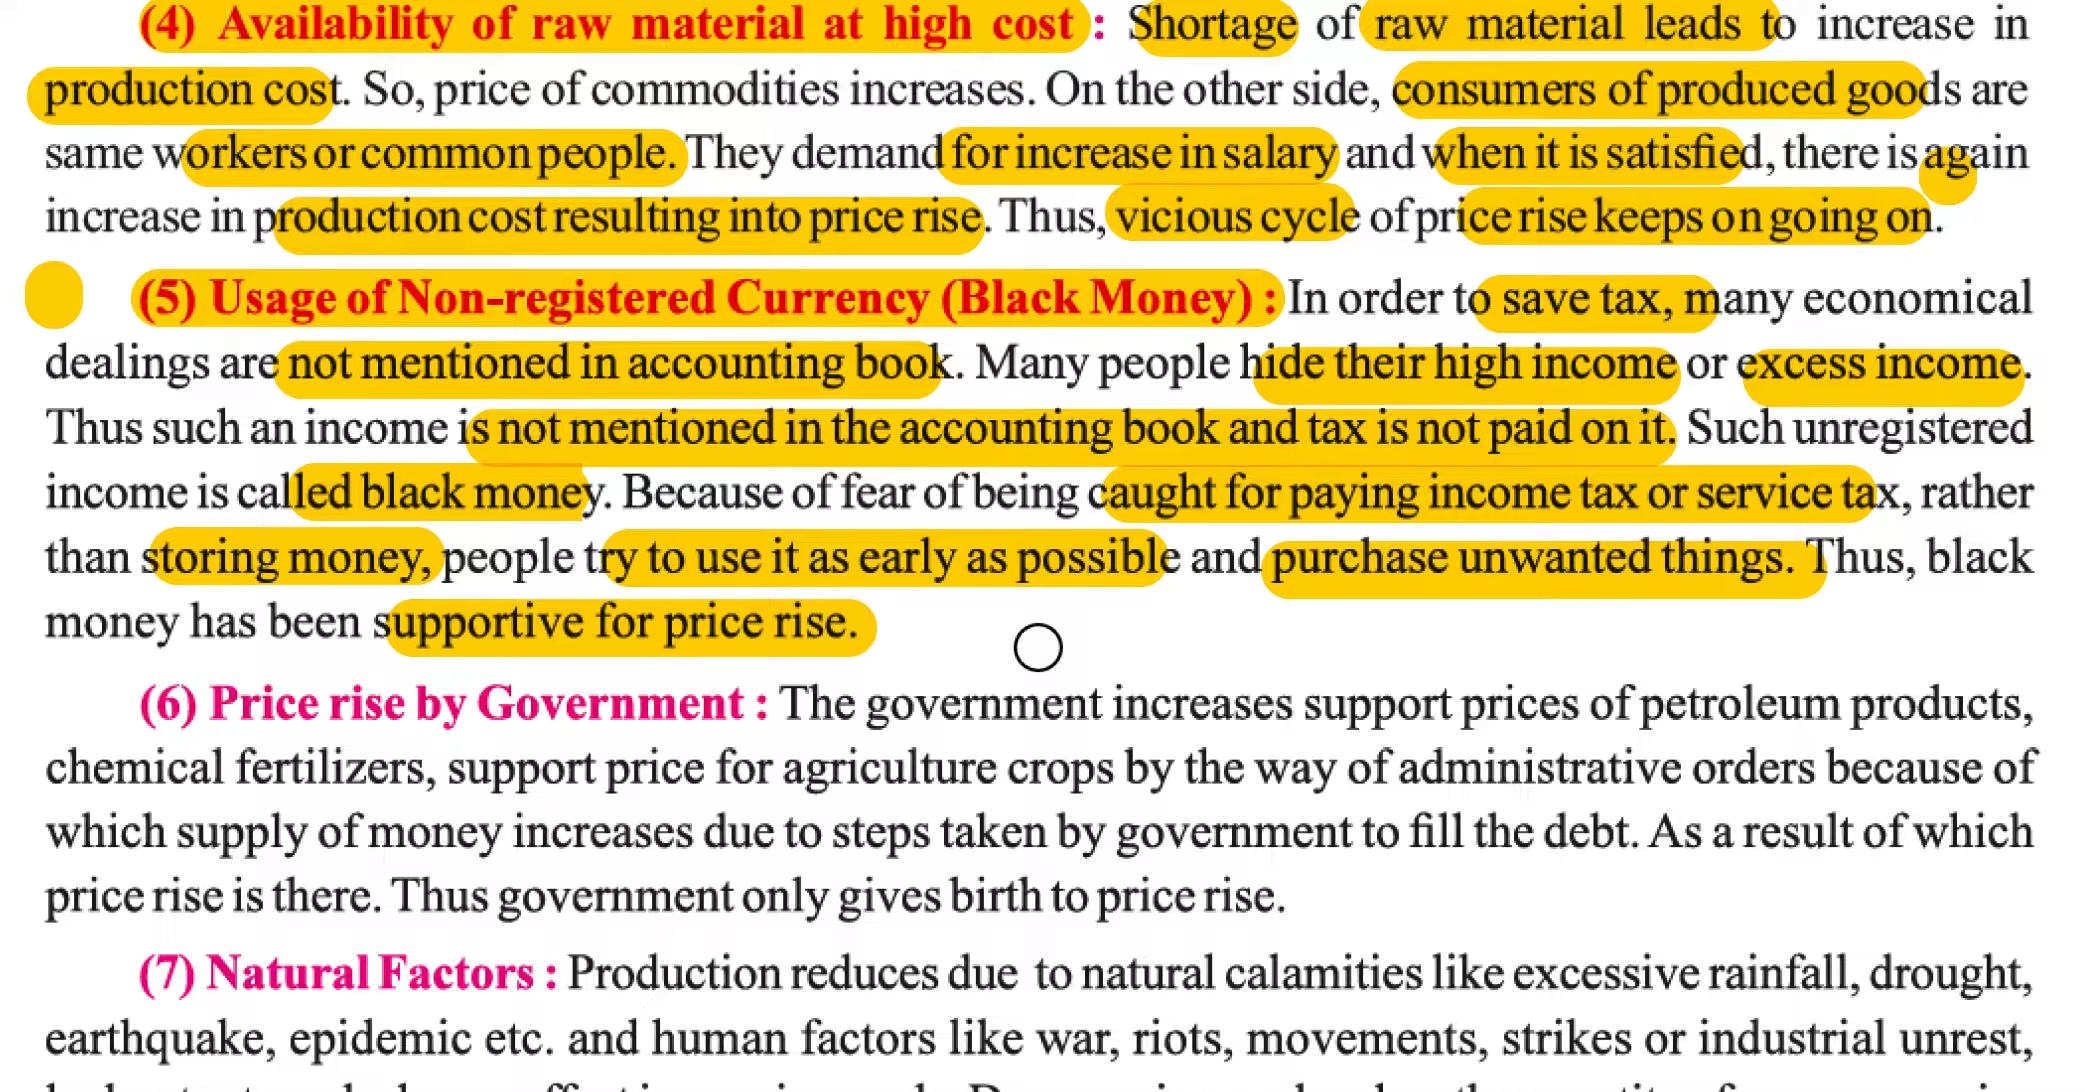 (4) Availability of raw material at high cost : Shortage of raw material leads to increase in
production cost. So, price of commodities increases. On the other side, consumers of produced goods are
same workers or common people. They demand for increase in salary and when it is satisfied, there is again
increase in production cost resulting into price rise. Thus, vicious cycle of price rise keeps on going on.
(5) Usage of Non-registered Currency (Black Money) : In order to save tax, many economical
dealings are not mentioned in accounting book. Many people hide their high income or excess income.
Thus such an income is not mentioned in the accounting book and tax is not paid on it. Such unregistered
income is called black money. Because of fear of being caught for paying income tax or service tax, rather
than storing money, people try to use it as early as possible and purchase unwanted things. Thus, black
money has been supportive for price rise.
(6) Price rise by Government : The government increases support prices of petroleum products,
chemical fertilizers, support price for agriculture crops by the way of administrative orders because of
which supply of money increases due to steps taken by government to fill the debt. As a result of which
price rise is there. Thus government only gives birth to price rise.
(7) Natural Factors : Production reduces due to natural calamities like excessive rainfall, drought,
earthquake, epidemic etc. and human factors like war, riots, movements, strikes or industrial unrest,